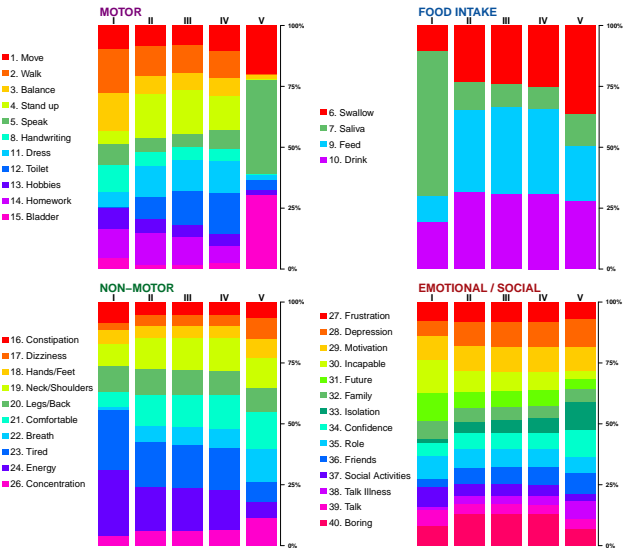 MOTOR
I II III IV V
1. Move
2. Walk
3. Balance
4. Stand up
5. Speak
8. Handwriting
11. Dress
12. Toilet
13. Hobbies
14. Homework
15. Bladder
100%
75%
50%
25%
0%
FOOD INTAKE
I II III IV V
6. Swallow
7. Saliva
9. Feed
10. Drink
100%
75%
50%
25%
0%
NON−MOTOR
I II III IV V
16. Constipation
17. Dizziness
18. Hands/Feet
19. Neck/Shoulders
20. Legs/Back
21. Comfortable
22. Breath
23. Tired
24. Energy
26. Concentration
100%
75%
50%
25%
0%
EMOTIONAL / SOCIAL
I II III IV V
27. Frustration
28. Depression
29. Motivation
30. Incapable
31. Future
32. Family
33. Isolation
34. Confidence
35. Role
36. Friends
37. Social Activities
38. Talk Illness
39. Talk
40. Boring
100%
75%
50%
25%
0%